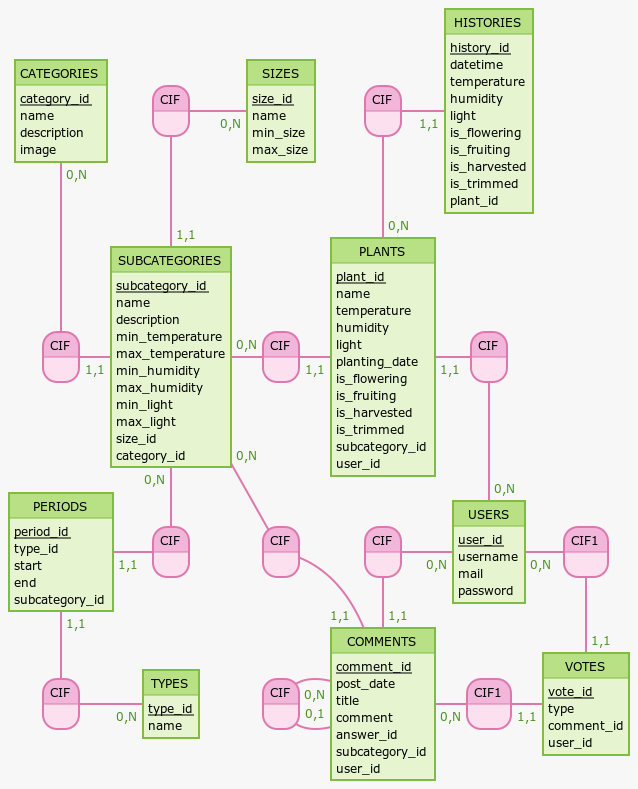 CATEGORIES
category_id
name
description
image
0,N
CIF
SIZES
size_id
name
min_size
max_size
0,N
1,1
CIF
HISTORIES
history_id
datetime
temperature
humidity
light
is_flowering
is_fruiting
is_harvested
is_trimmed
plant_id
1,1
0,N
SUBCATEGORIES
subcategory_id
name
description
min_temperature
max_temperature
min_humidity
max_humidity
min_light
max_light
size_id
category_id
CIF
1,1
0,N
CIF
1,1
PLANTS
plant_id
name
temperature
humidity
light
planting_date
is_flowering
is_fruiting
is_harvested
is_trimmed
subcategory_id
user_id
CIF
1,1
0,N
0,N
0,N
PERIODS
period_id
type_id
start
end
subcategory_id
CIF
1,1
CIF
CIF
0,N
USERS
user_id
username
mail
password
0,N
CIF1
1,1
1,1
1,1
1,1
CIF
0,N
TYPES
type_id
name
CIF
0,N
0,1
COMMENTS
comment_id
post_date
title
comment
answer_id
subcategory_id
user_id
CIF1
0,N
1,1
VOTES
vote_id
type
comment_id
user_id